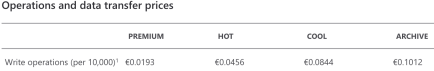 Operations and data transfer prices
PREMIUM HOT COOL ARCHIVE
Write operations (per 10,000)¹ €0.0193 €0.0456 €0.0844 €0.1012